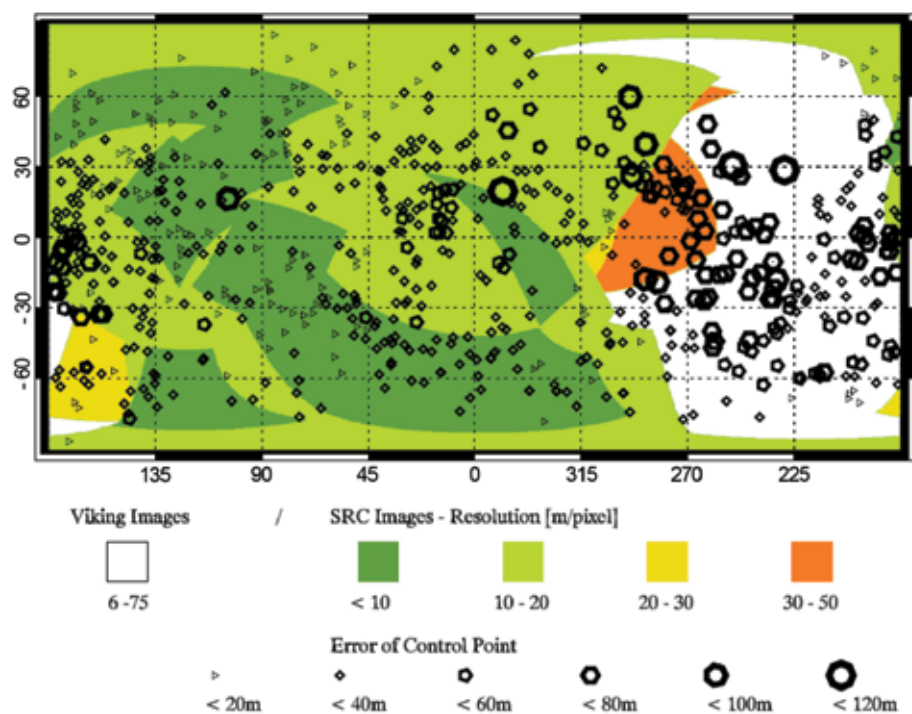 60
30
0
-30
-60
135 90 45 0 315 270 225
Viking Images / SRC Images - Resolution [m/pixel]
6 -75 < 10 10 - 20 20 - 30 30 - 50
Error of Control Point
< 20m < 40m < 60m < 80m < 100m < 120m